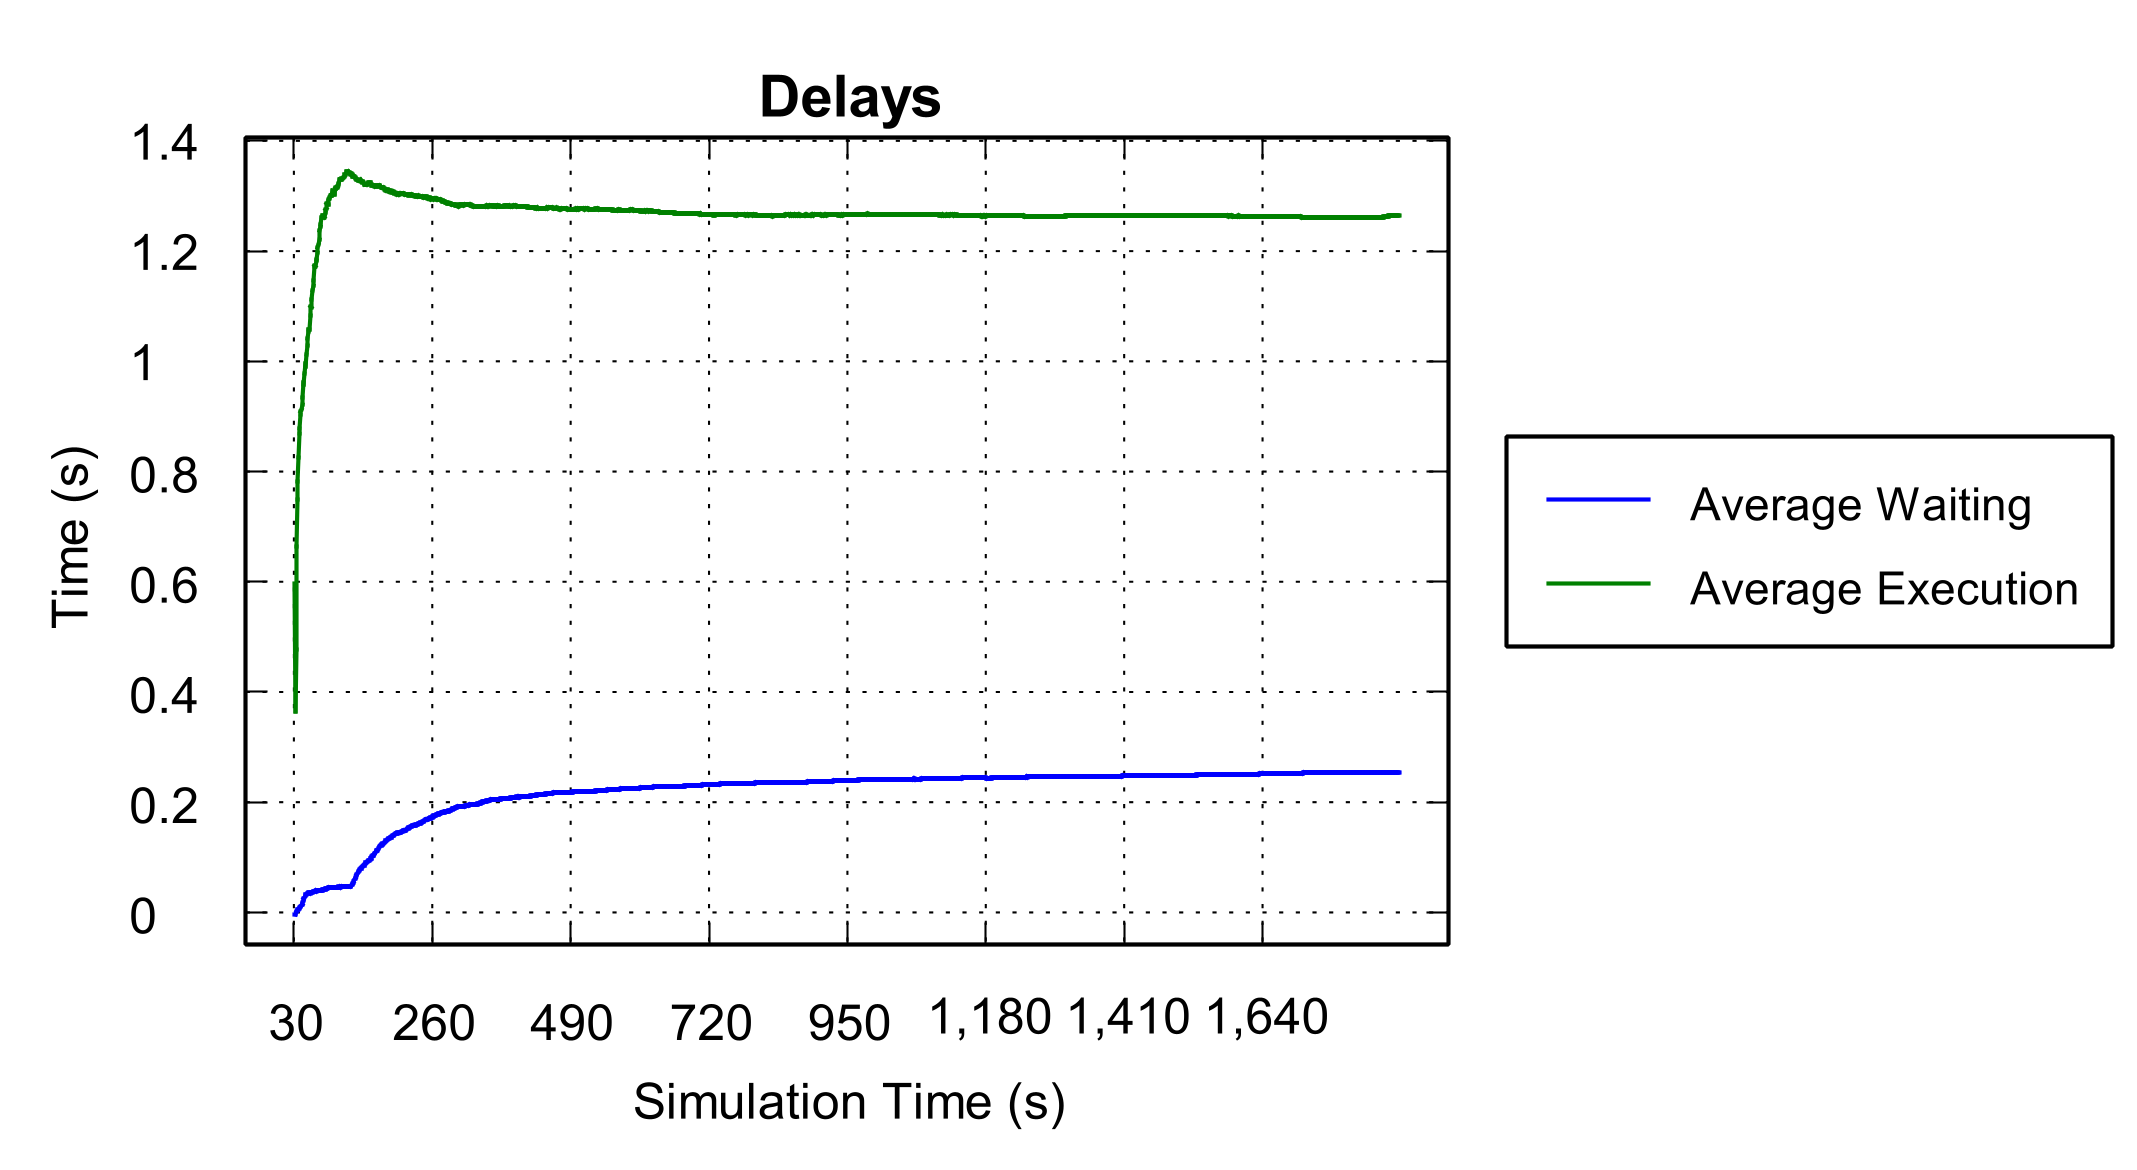 Delays
1.4
1.2
1
0.8
0.6
0.4
0.2
0
Time (s)
30 260 490 720 950 1,180 1,410 1,640
Simulation Time (s)
Average Waiting
Average Execution